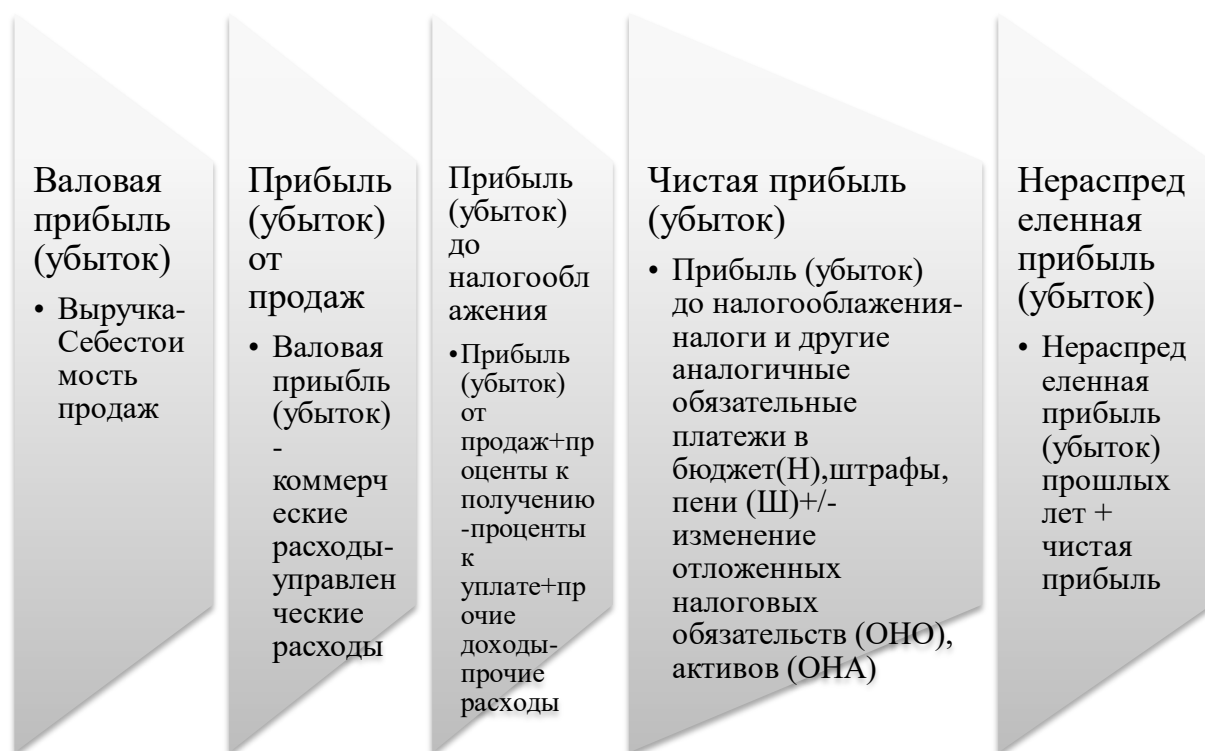 Валовая
прибыль
(убыток)
• Выручка-
Себестои
мость
продаж
Прибыль
(убыток)
от
продаж
• Валовая
приыбль
(убыток)
-
коммерч
еские
расходы-
управлен
ческие
расходы
Прибыль
(убыток)
до
налогообл
ажения
•Прибыль
(убыток)
от
продаж+пр
оценты к
получению
-проценты
к
уплате+пр
очие
доходы-
прочие
расходы
Чистая прибыль
(убыток)
• Прибыль (убыток)
до налогооблажения-
налоги и другие
аналогичные
обязательные
платежи в
бюджет(Н),штрафы,
пени (Ш)+/-
изменение
отложенных
налоговых
обязательств (ОНО),
активов (ОНА)
Нераспред
еленная
прибыль
(убыток)
• Нераспред
еленная
прибыль
(убыток)
прошлых
лет +
чистая
прибыль